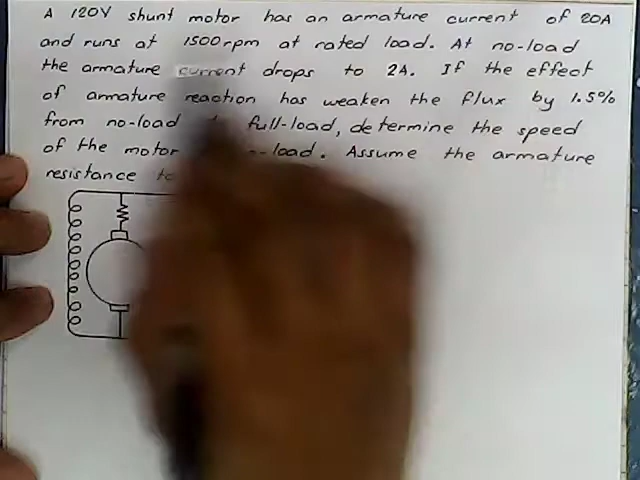 A 120V shunt motor has an armature current of 20A
and runs at 1500rpm at rated load. At no-load
the armature current drops to 2A. If the effect
of armature reaction has weaken the flux by 1.5%
from no-load full-load, determine the speed
of the motor -load. Assume the armature
resistance